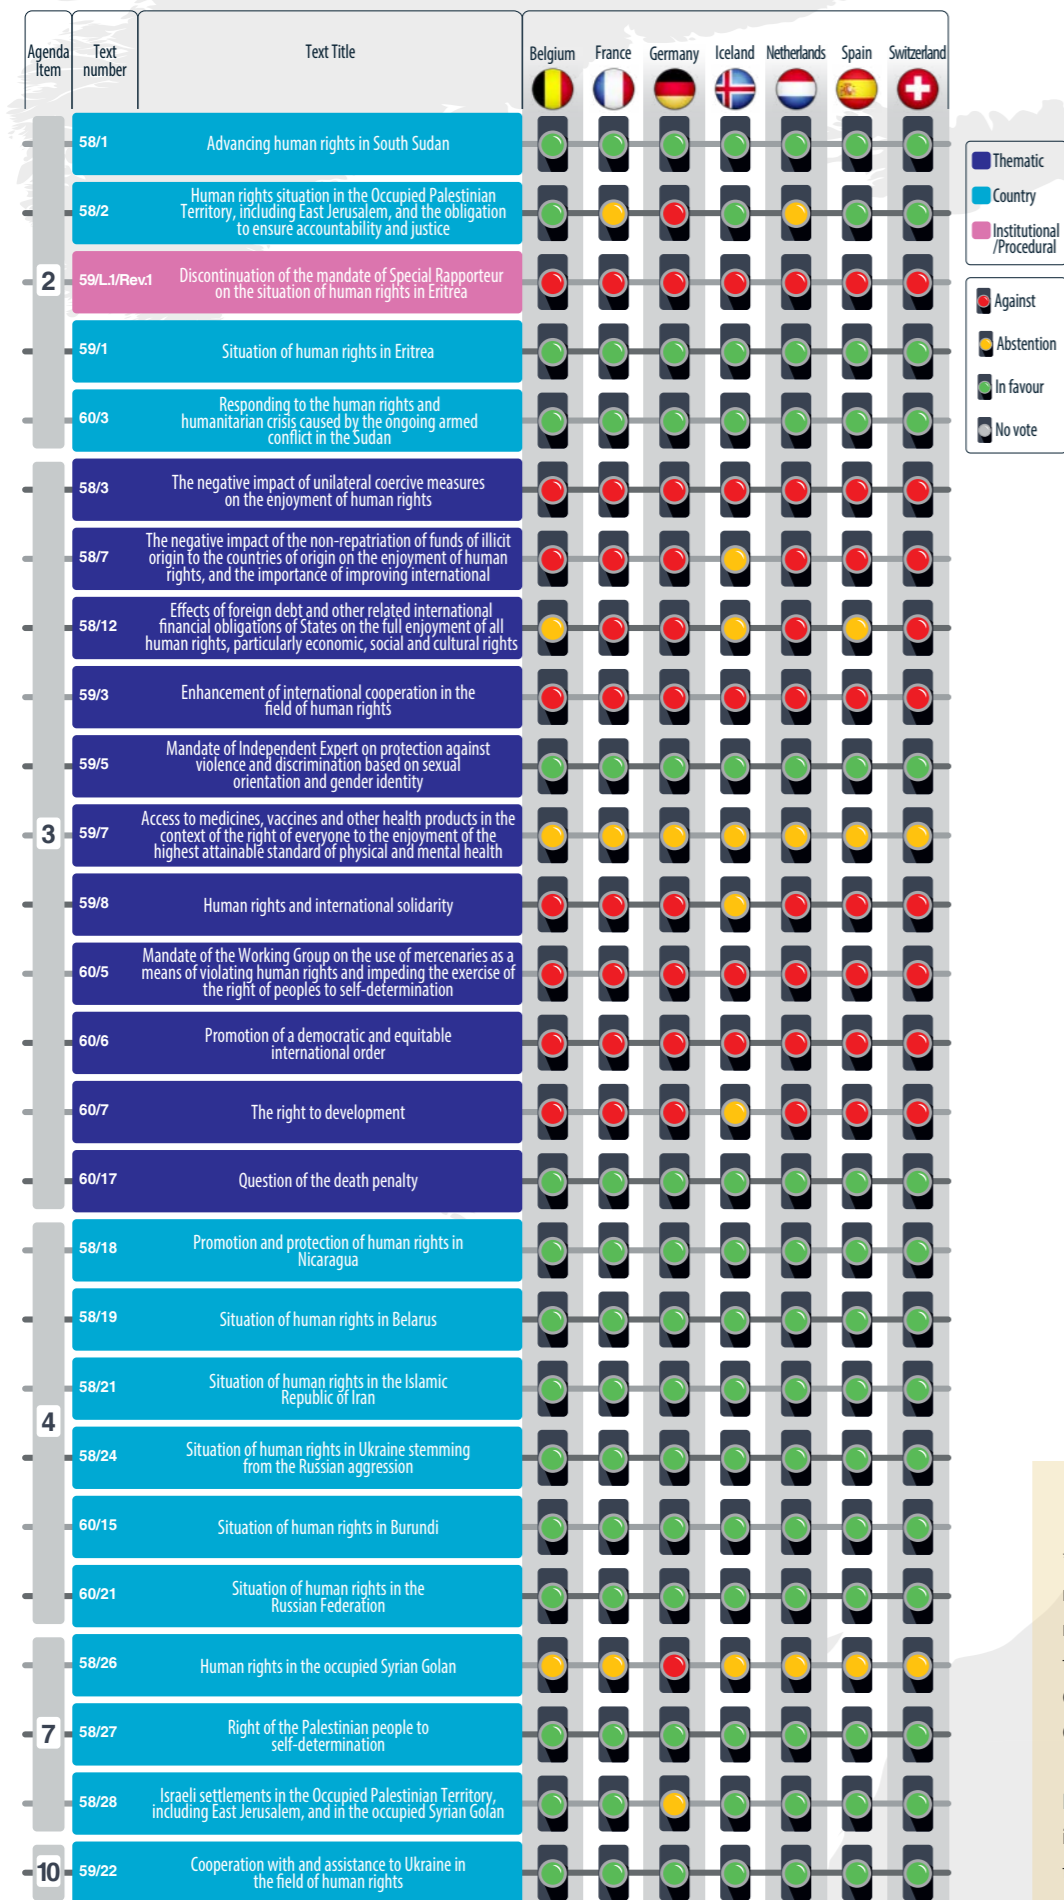 Agenda Item
Text number
Text Title
Belgium
France
Germany
Iceland
Netherlands
Spain
Switzerland
Thematic
Country
Institutional
/Procedural
Against
Abstention
In favour
No vote
2
58/1
Advancing human rights in South Sudan
58/2
Human rights situation in the Occupied Palestinian
Territory, including East Jerusalem, and the obligation
to ensure accountability and justice
59/L.1/Rev.1
Discontinuation of the mandate of Special Rapporteur
on the situation of human rights in Eritrea
59/1
Situation of human rights in Eritrea
60/3
Responding to the human rights and
humanitarian crisis caused by the ongoing armed
conflict in the Sudan
3
58/3
The negative impact of unilateral coercive measures
on the enjoyment of human rights
58/7
The negative impact of the non-repatriation of funds of illicit
origin to the countries of origin on the enjoyment of human
rights, and the importance of improving international
58/12
Effects of foreign debt and other related international
financial obligations of States on the full enjoyment of all
human rights, particularly economic, social and cultural rights
59/3
Enhancement of international cooperation in the
field of human rights
59/5
Mandate of Independent Expert on protection against
violence and discrimination based on sexual
orientation and gender identity
59/7
Access to medicines, vaccines and other health products in the
context of the right of everyone to the enjoyment of the
highest attainable standard of physical and mental health
59/8
Human rights and international solidarity
60/5
Mandate of the Working Group on the use of mercenaries as a
means of violating human rights and impeding the exercise of
the right of peoples to self-determination
60/6
Promotion of a democratic and equitable
international order
60/7
The right to development
60/17
Question of the death penalty
4
58/18
Promotion and protection of human rights in
Nicaragua
58/19
Situation of human rights in Belarus
58/21
Situation of human rights in the Islamic
Republic of Iran
58/24
Situation of human rights in Ukraine stemming
from the Russian aggression
60/15
Situation of human rights in Burundi
60/21
Situation of human rights in the
Russian Federation
7
58/26
Human rights in the occupied Syrian Golan
58/27
Right of the Palestinian people to
self-determination
58/28
Israeli settlements in the Occupied Palestinian Territory,
including East Jerusalem, and in the occupied Syrian Golan
10
59/22
Cooperation with and assistance to Ukraine in
the field of human rights